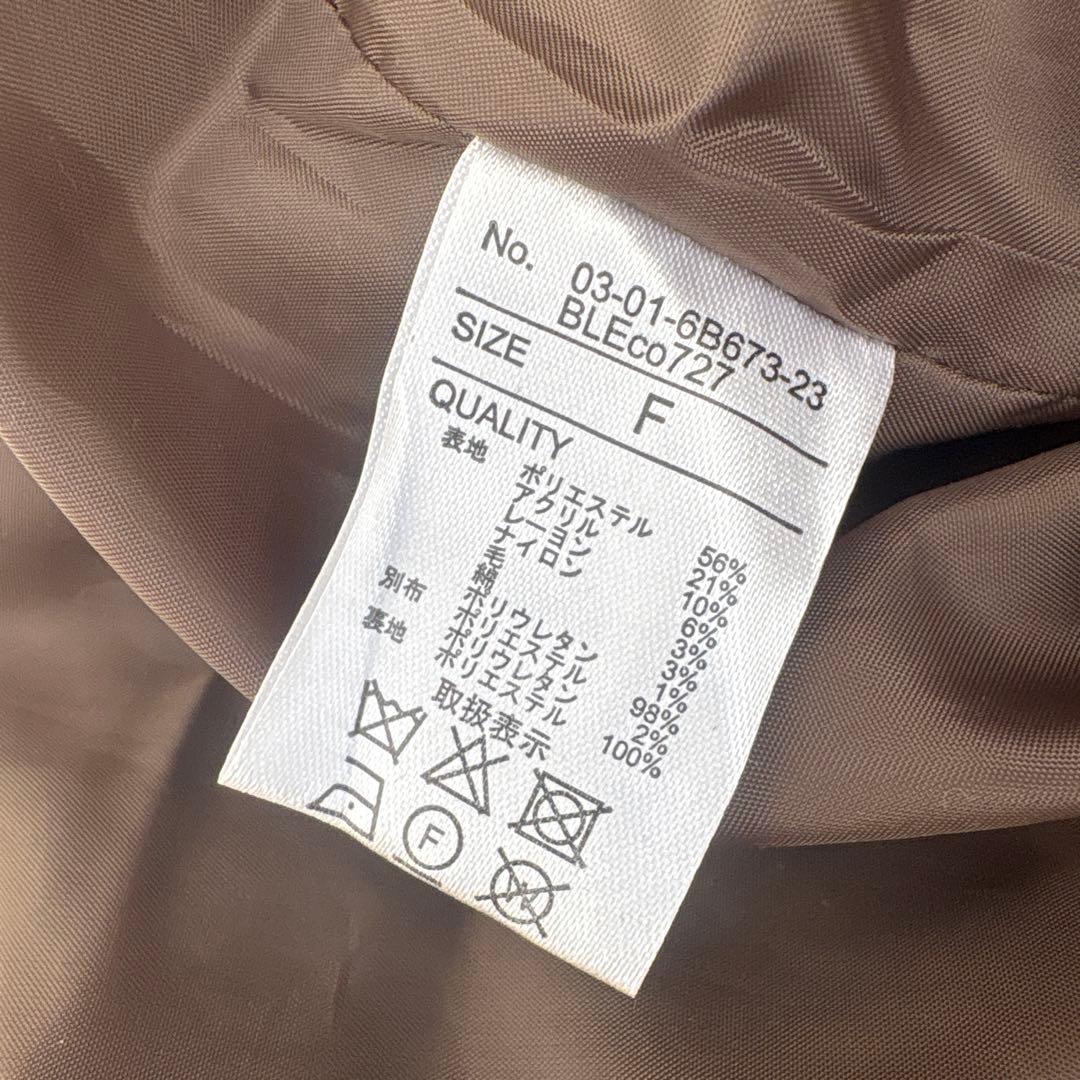 No. 03-01-6B673-23
BLEco727
SIZE F
QUALITY
表地 ポリエステル 56%
アクリル 21%
レーヨン 10%
ナイロン 6%
毛 3%
綿 3%
ポリウレタン 1%
別布 ポリエステル 98%
ポリウレタン 2%
裏地 ポリエステル 100%
取扱表示
F
W